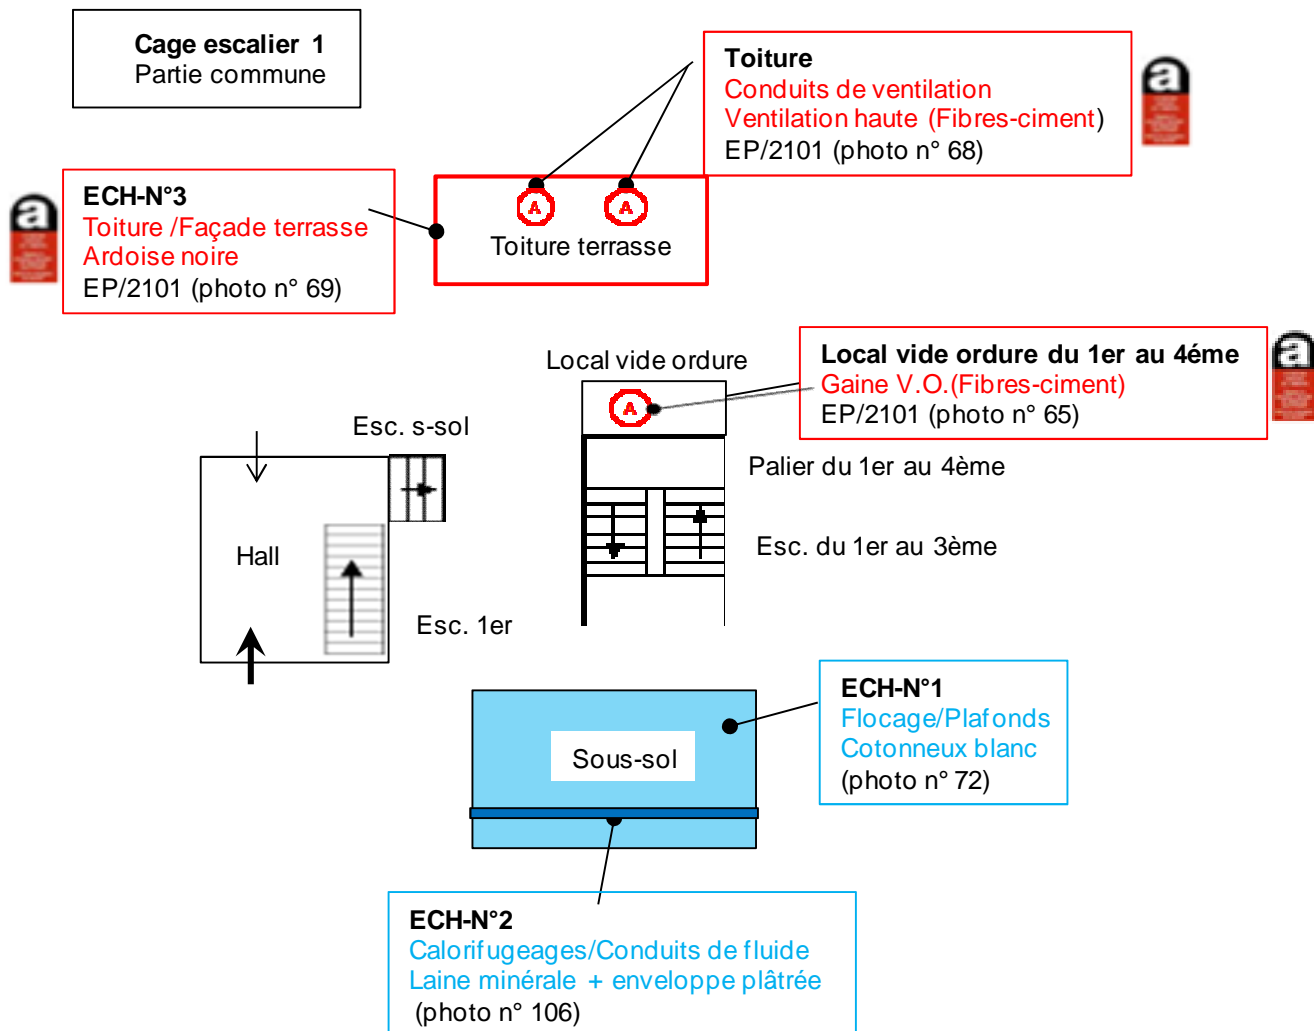 Cage escalier 1
Partie commune
Toiture
Conduits de ventilation
Ventilation haute (Fibres-ciment)
EP/2101 (photo n° 68)
a
ECH-N°3
Toiture /Façade terrasse
Ardoise noire
EP/2101 (photo n° 69)
a
A
A
Toiture terrasse
Local vide ordure
A
Local vide ordure du 1er au 4éme
Gaine V.O.(Fibres-ciment)
EP/2101 (photo n° 65)
a
Esc. s-sol
Hall
Esc. 1er
Palier du 1er au 4ème
Esc. du 1er au 3ème
Sous-sol
ECH-N°1
Flocage/Plafonds
Cotonneux blanc
(photo n° 72)
ECH-N°2
Calorifugeages/Conduits de fluide
Laine minérale + enveloppe plâtrée
(photo n° 106)